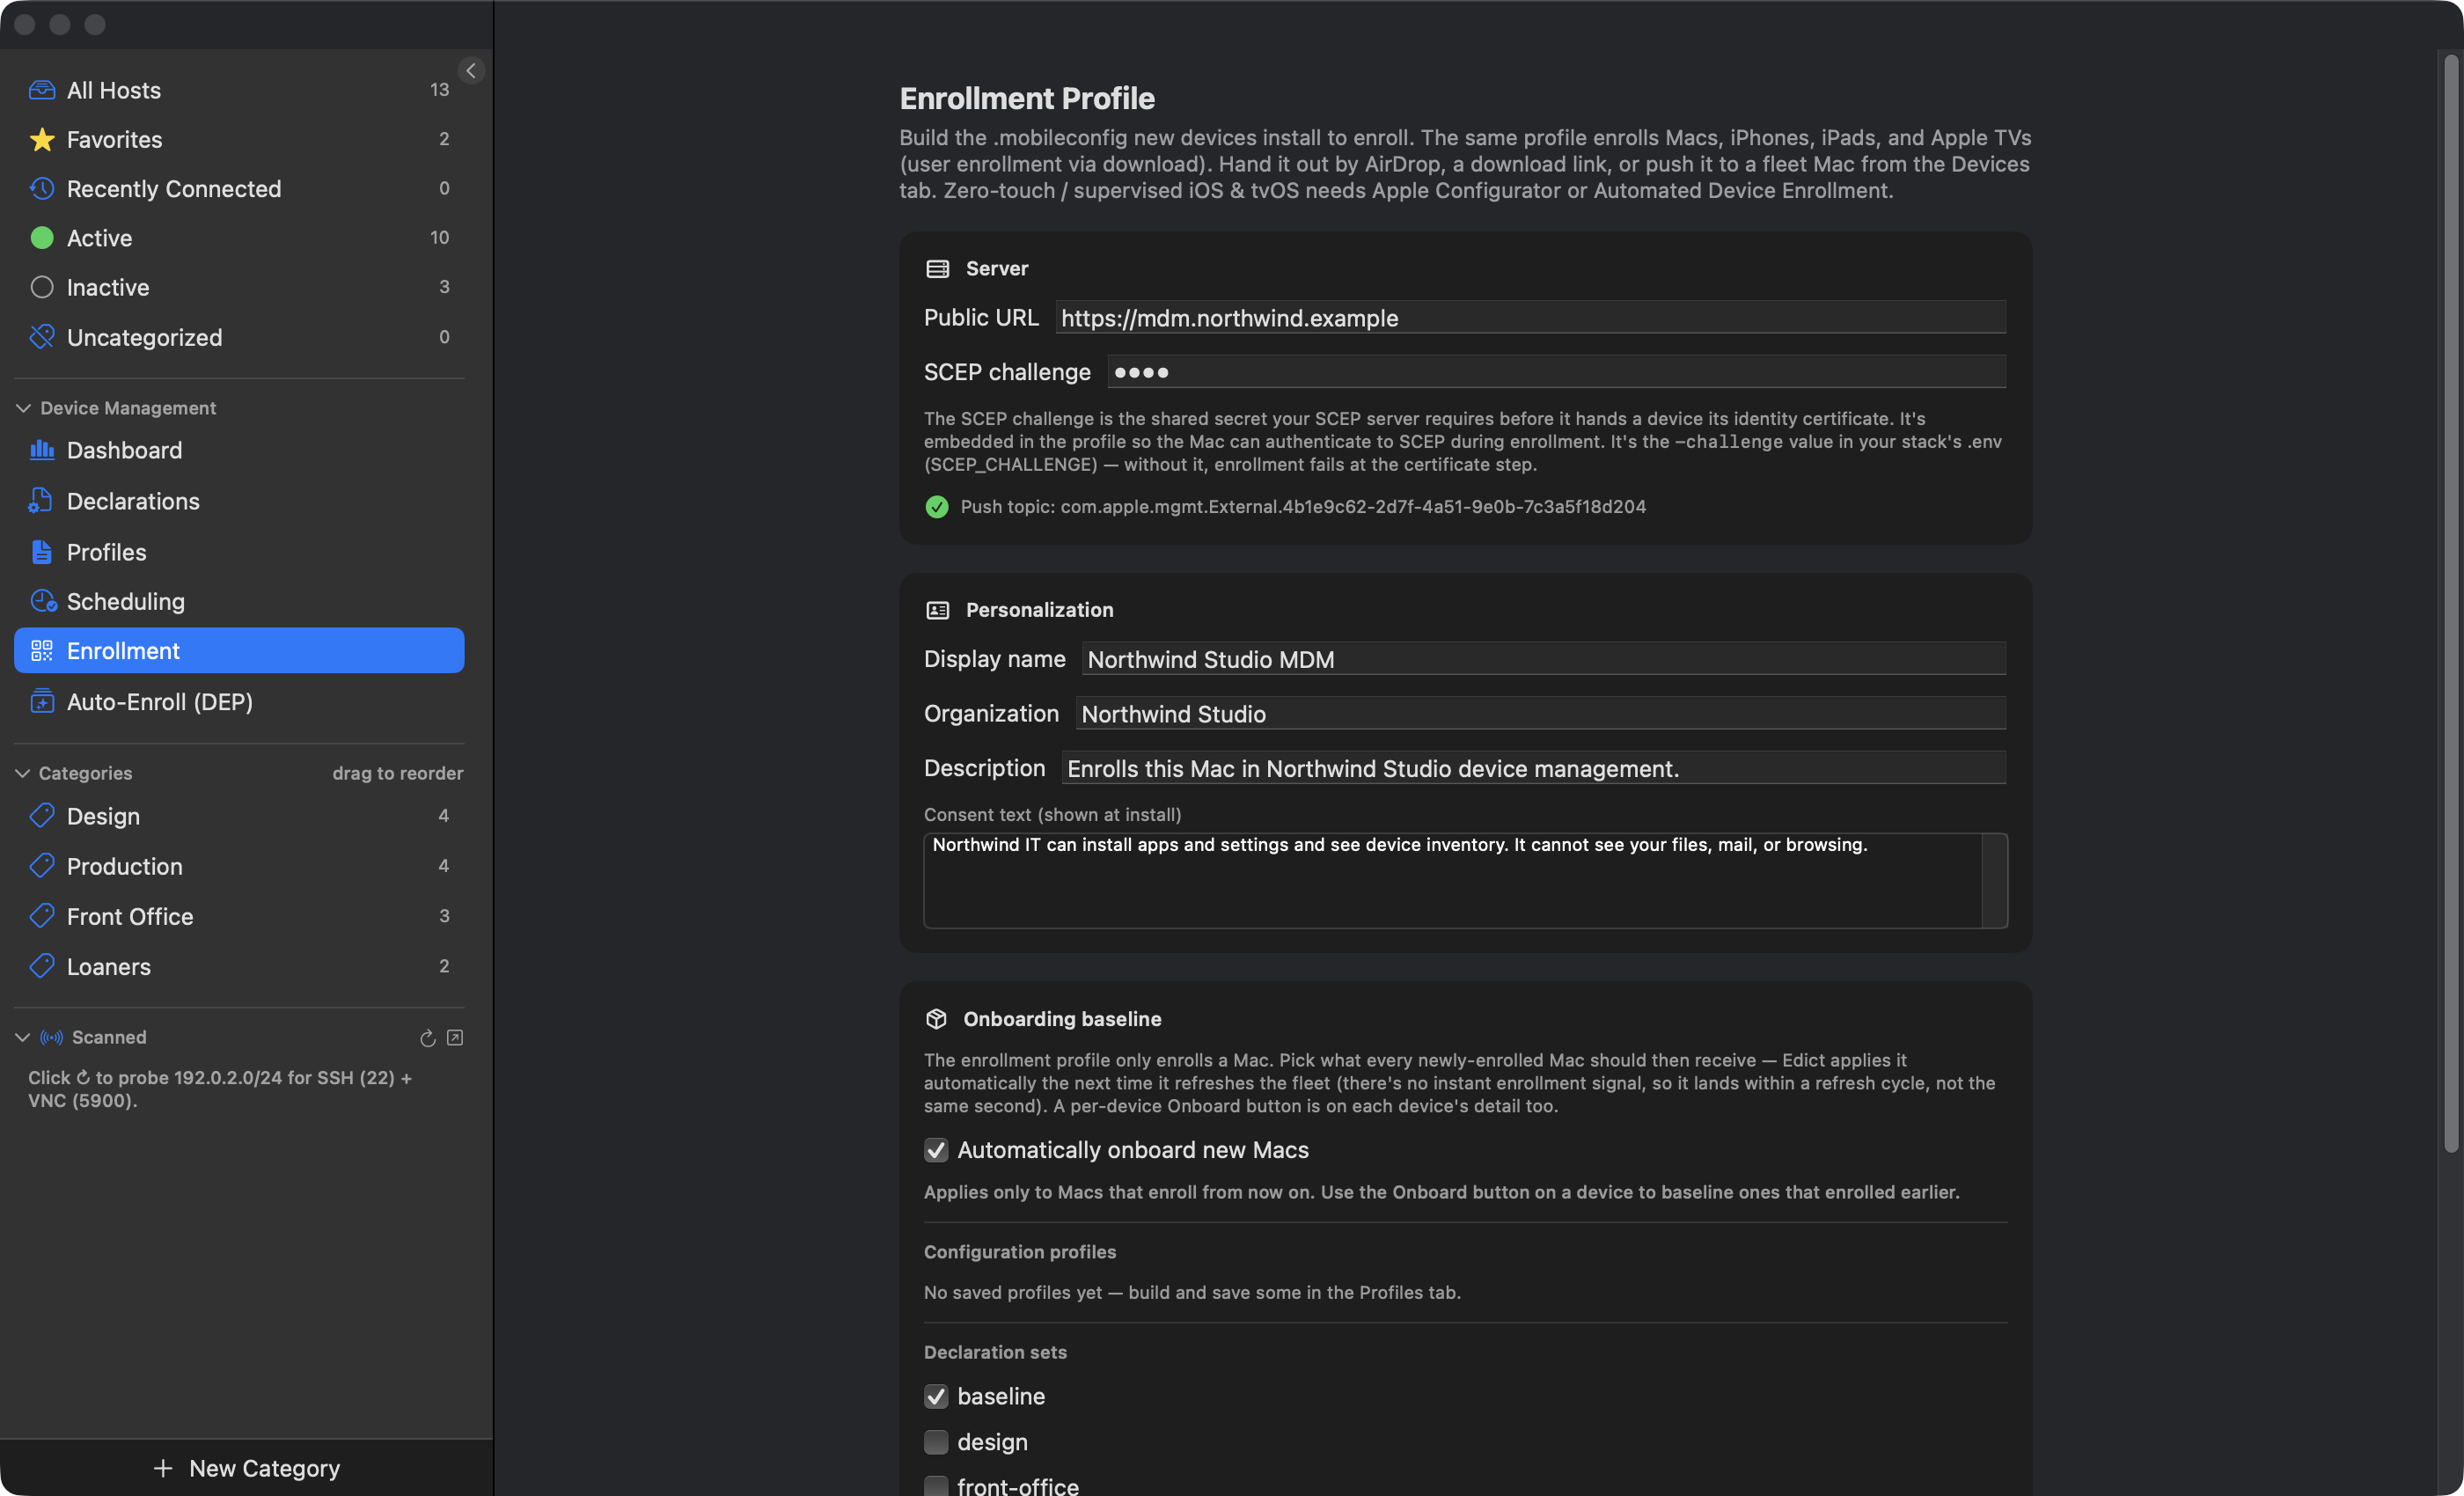 All Hosts 13
Favorites 2
Recently Connected 0
Active 10
Inactive 3
Uncategorized 0
Device Management
Dashboard
Declarations
Profiles
Scheduling
Enrollment
Auto-Enroll (DEP)
Categories drag to reorder
Design 4
Production 4
Front Office 3
Loaners 2
Scanned
Click ↻ to probe 192.0.2.0/24 for SSH (22) +
VNC (5900).
+ New Category
Enrollment Profile
Build the .mobileconfig new devices install to enroll. The same profile enrolls Macs, iPhones, iPads, and Apple TVs
(user enrollment via download). Hand it out by AirDrop, a download link, or push it to a fleet Mac from the Devices
tab. Zero-touch / supervised iOS & tvOS needs Apple Configurator or Automated Device Enrollment.
Server
Public URL https://mdm.northwind.example
SCEP challenge ••••
The SCEP challenge is the shared secret your SCEP server requires before it hands a device its identity certificate. It's
embedded in the profile so the Mac can authenticate to SCEP during enrollment. It's the –challenge value in your stack's .env
(SCEP_CHALLENGE) — without it, enrollment fails at the certificate step.
Push topic: com.apple.mgmt.External.4b1e9c62-2d7f-4a51-9e0b-7c3a5f18d204
Personalization
Display name Northwind Studio MDM
Organization Northwind Studio
Description Enrolls this Mac in Northwind Studio device management.
Consent text (shown at install)
Northwind IT can install apps and settings and see device inventory. It cannot see your files, mail, or browsing.
Onboarding baseline
The enrollment profile only enrolls a Mac. Pick what every newly-enrolled Mac should then receive — Edict applies it
automatically the next time it refreshes the fleet (there's no instant enrollment signal, so it lands within a refresh cycle, not the
same second). A per-device Onboard button is on each device's detail too.
Automatically onboard new Macs
Applies only to Macs that enroll from now on. Use the Onboard button on a device to baseline ones that enrolled earlier.
Configuration profiles
No saved profiles yet — build and save some in the Profiles tab.
Declaration sets
baseline
design
front-office